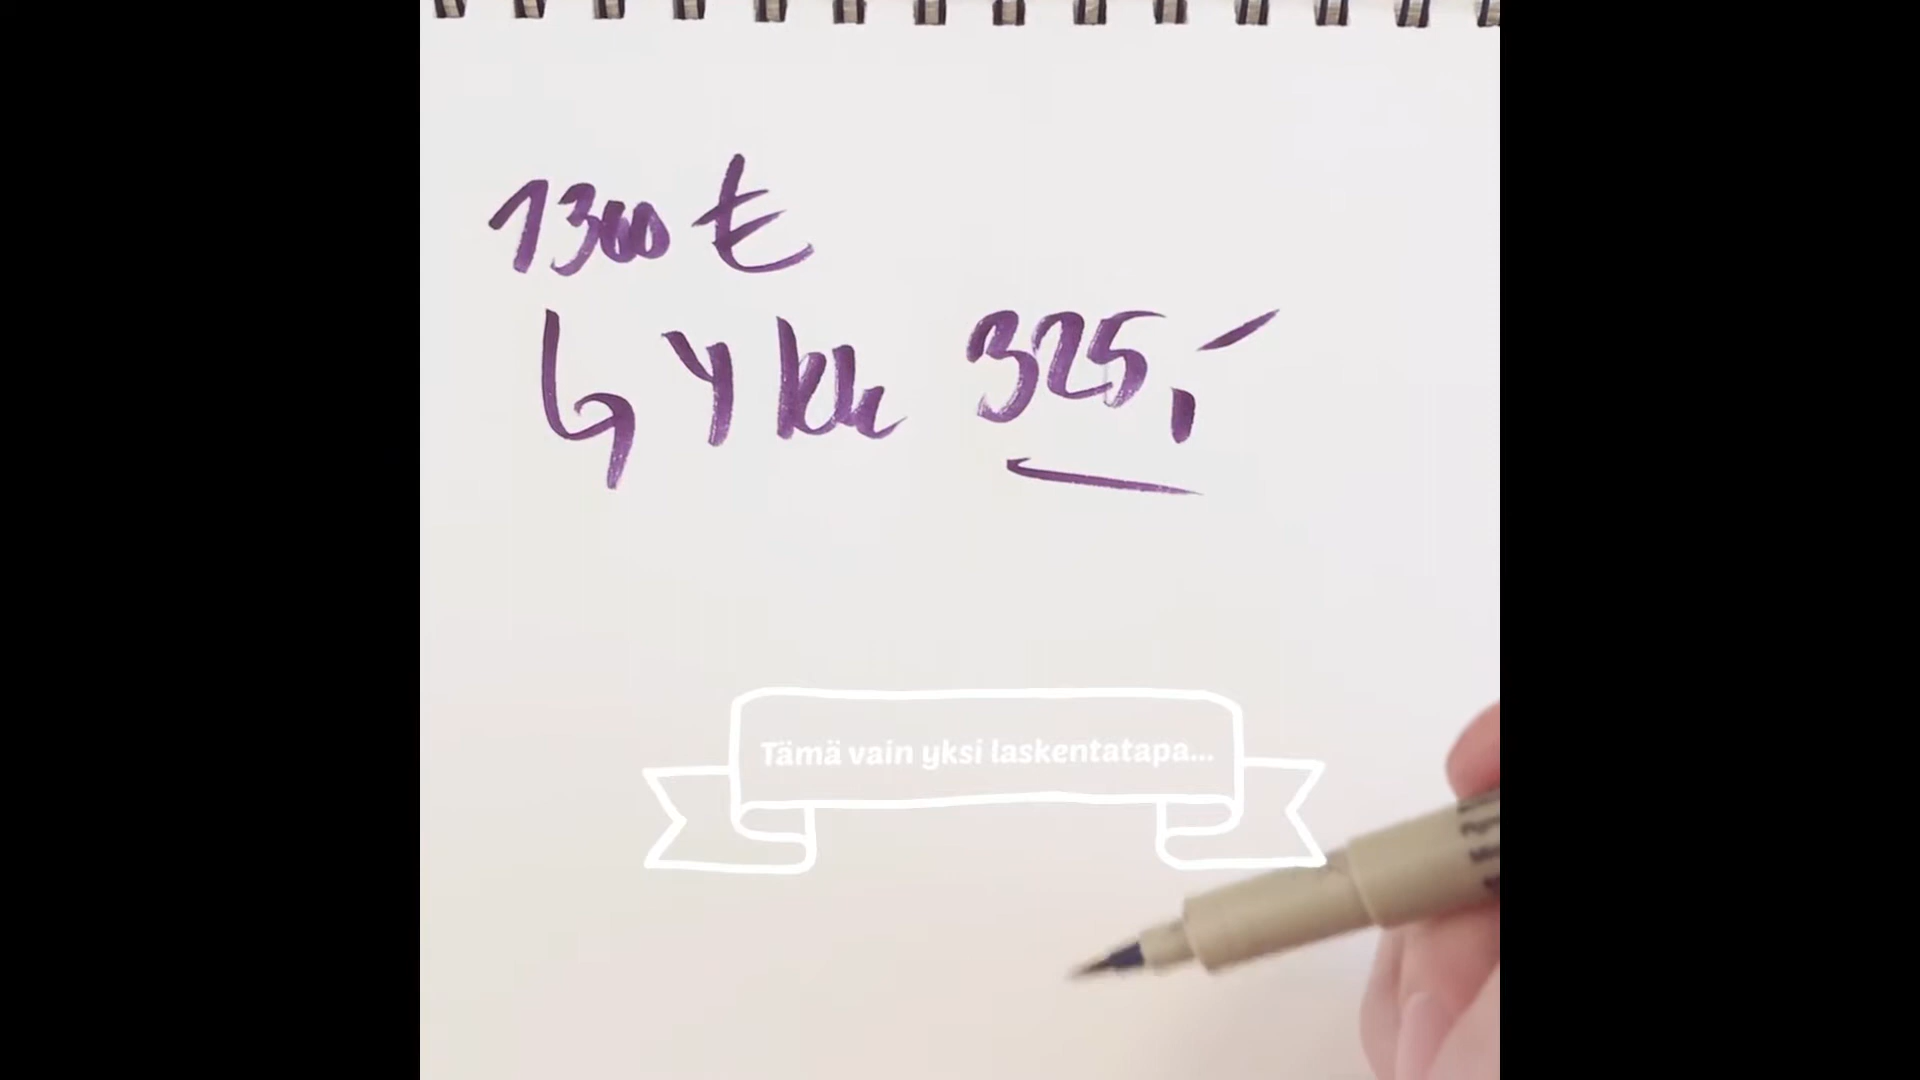 1300 €
↳ 4 kk 325,-
Tämä vain yksi laskentatapa...